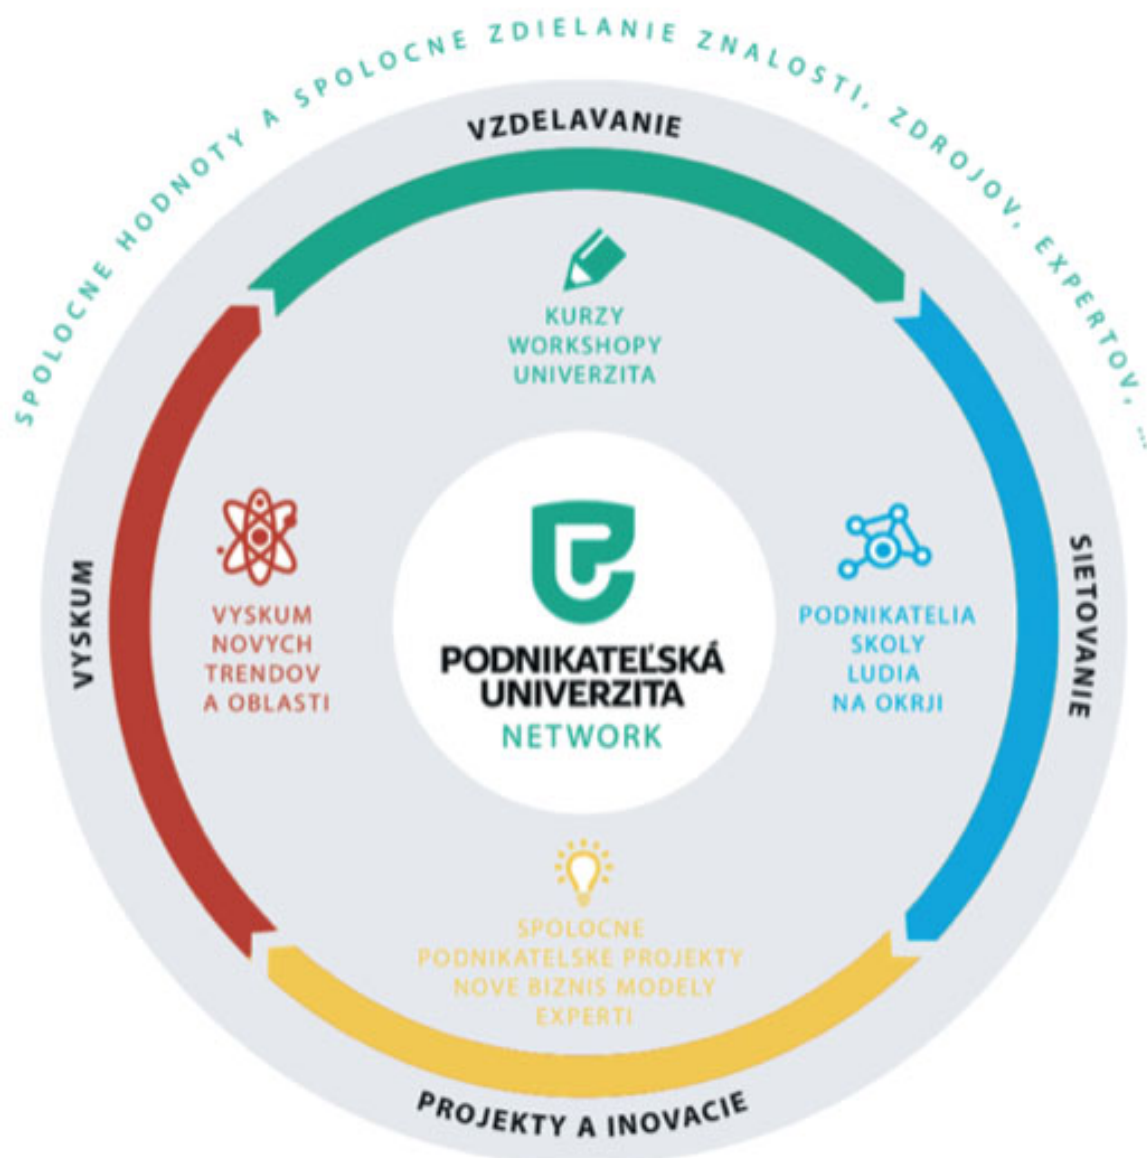 SPOLOCNE HODNOTY A SPOLOCNE ZDIELANIE ZNALOSTI, ZDROJOV, EXPERTOV, ...
VZDELAVANIE
KURZY
WORKSHOPY
UNIVERZITA
VYSKUM
VYSKUM
NOVYCH
TRENDOV
A OBLASTI
PODNIKATEĽSKÁ
UNIVERZITA
NETWORK
PODNIKATELIA
SKOLY
LUDIA
NA OKRJI
SIETOVANIE
SPOLOCNE
PODNIKATELSKE PROJEKTY
NOVE BIZNIS MODELY
EXPERTI
PROJEKTY A INOVACIE